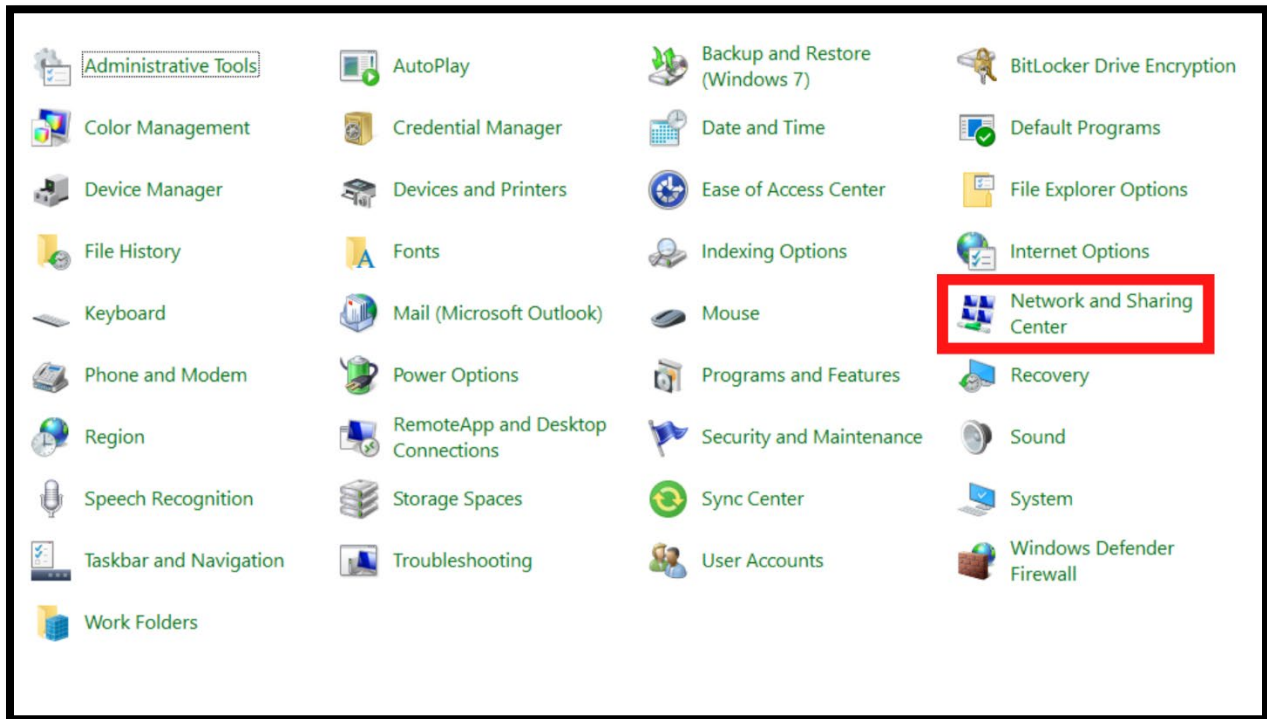 Administrative Tools
AutoPlay
Backup and Restore
(Windows 7)
BitLocker Drive Encryption
Color Management
Credential Manager
Date and Time
Default Programs
Device Manager
Devices and Printers
Ease of Access Center
File Explorer Options
File History
Fonts
Indexing Options
Internet Options
Keyboard
Mail (Microsoft Outlook)
Mouse
Network and Sharing
Center
Phone and Modem
Power Options
Programs and Features
Recovery
Region
RemoteApp and Desktop
Connections
Security and Maintenance
Sound
Speech Recognition
Storage Spaces
Sync Center
System
Taskbar and Navigation
Troubleshooting
User Accounts
Windows Defender
Firewall
Work Folders